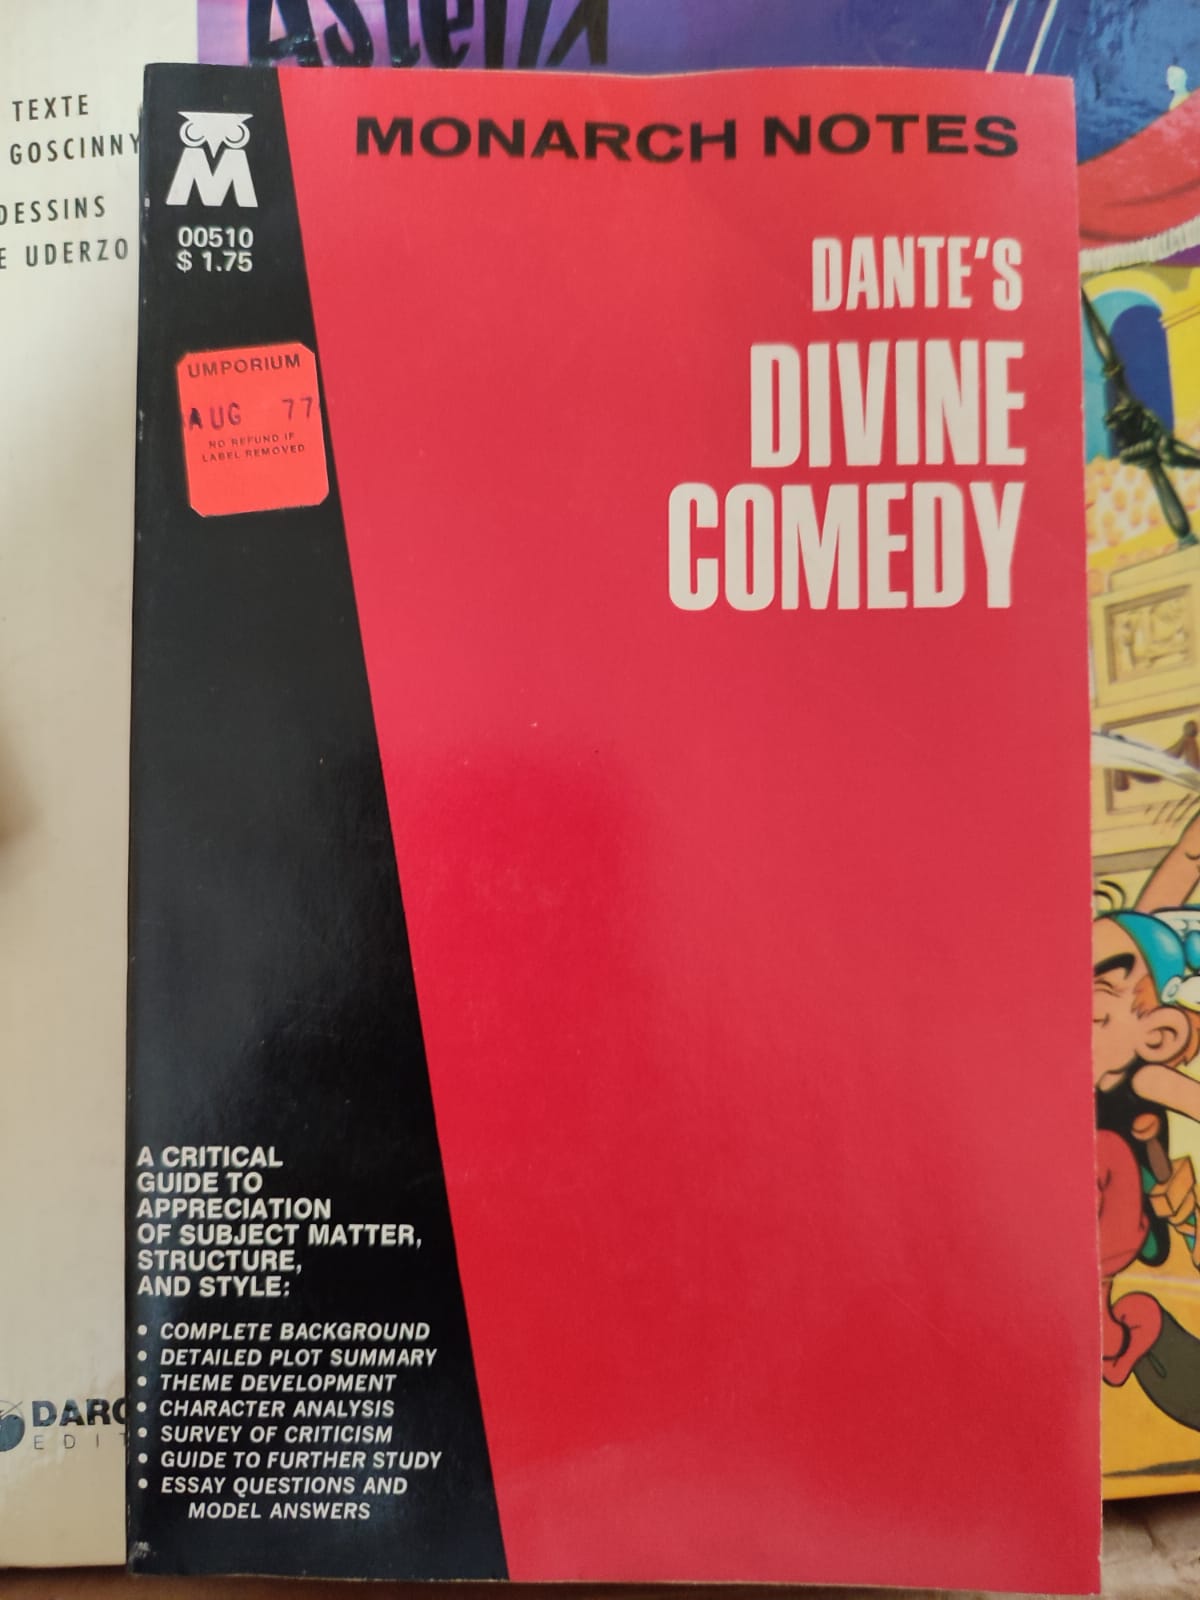 Asterix
TEXTE
GOSCINNY
DESSINS
UDERZO
M
00510
$ 1.75
MONARCH NOTES
DANTE'S
DIVINE
COMEDY
UMPORIUM
AUG 77
NO REFUND IF
LABEL REMOVED
A CRITICAL
GUIDE TO
APPRECIATION
OF SUBJECT MATTER,
STRUCTURE,
AND STYLE:
• COMPLETE BACKGROUND
• DETAILED PLOT SUMMARY
• THEME DEVELOPMENT
• CHARACTER ANALYSIS
• SURVEY OF CRITICISM
• GUIDE TO FURTHER STUDY
• ESSAY QUESTIONS AND
MODEL ANSWERS